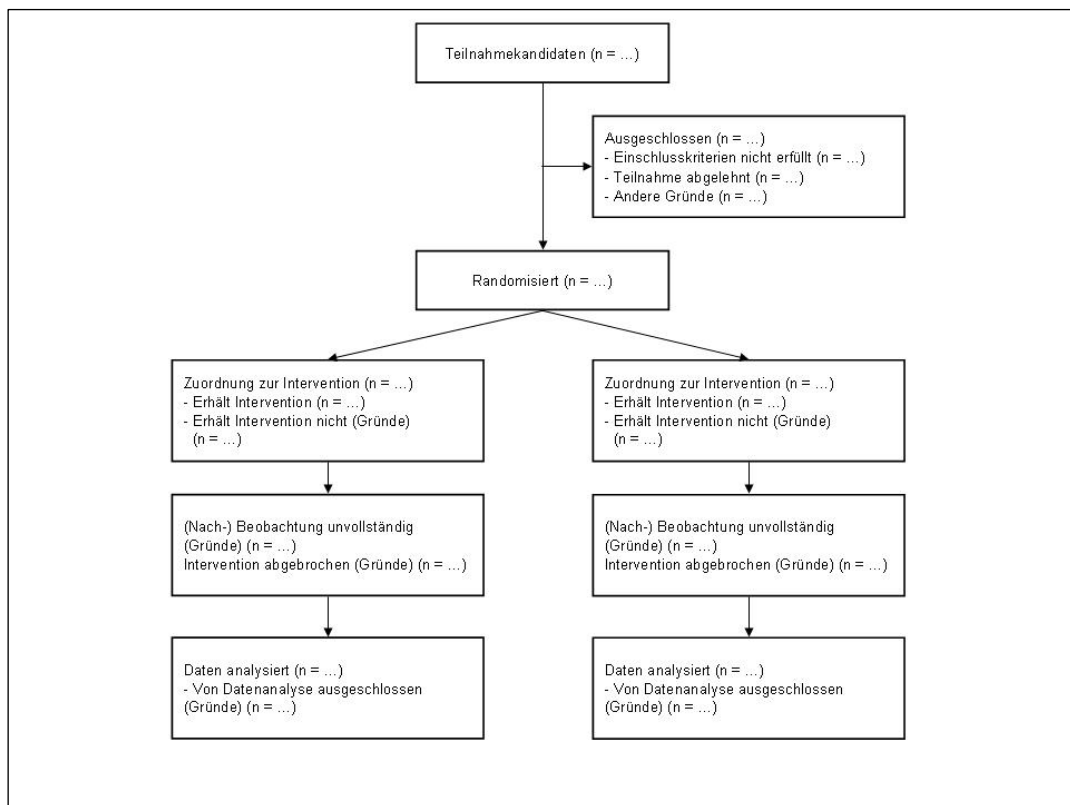 Teilnahmekandidaten (n = ...)
Ausgeschlossen (n = ...)
- Einschlusskriterien nicht erfüllt (n = ...)
- Teilnahme abgelehnt (n = ...)
- Andere Gründe (n = ...)
Randomisiert (n = ...)
Zuordnung zur Intervention (n = ...)
- Erhält Intervention (n = ...)
- Erhält Intervention nicht (Gründe)
(n = ...)
Zuordnung zur Intervention (n = ...)
- Erhält Intervention (n = ...)
- Erhält Intervention nicht (Gründe)
(n = ...)
(Nach-) Beobachtung unvollständig
(Gründe) (n = ...)
Intervention abgebrochen (Gründe) (n = ...)
(Nach-) Beobachtung unvollständig
(Gründe) (n = ...)
Intervention abgebrochen (Gründe) (n = ...)
Daten analysiert (n = ...)
- Von Datenanalyse ausgeschlossen
(Gründe) (n = ...)
Daten analysiert (n = ...)
- Von Datenanalyse ausgeschlossen
(Gründe) (n = ...)